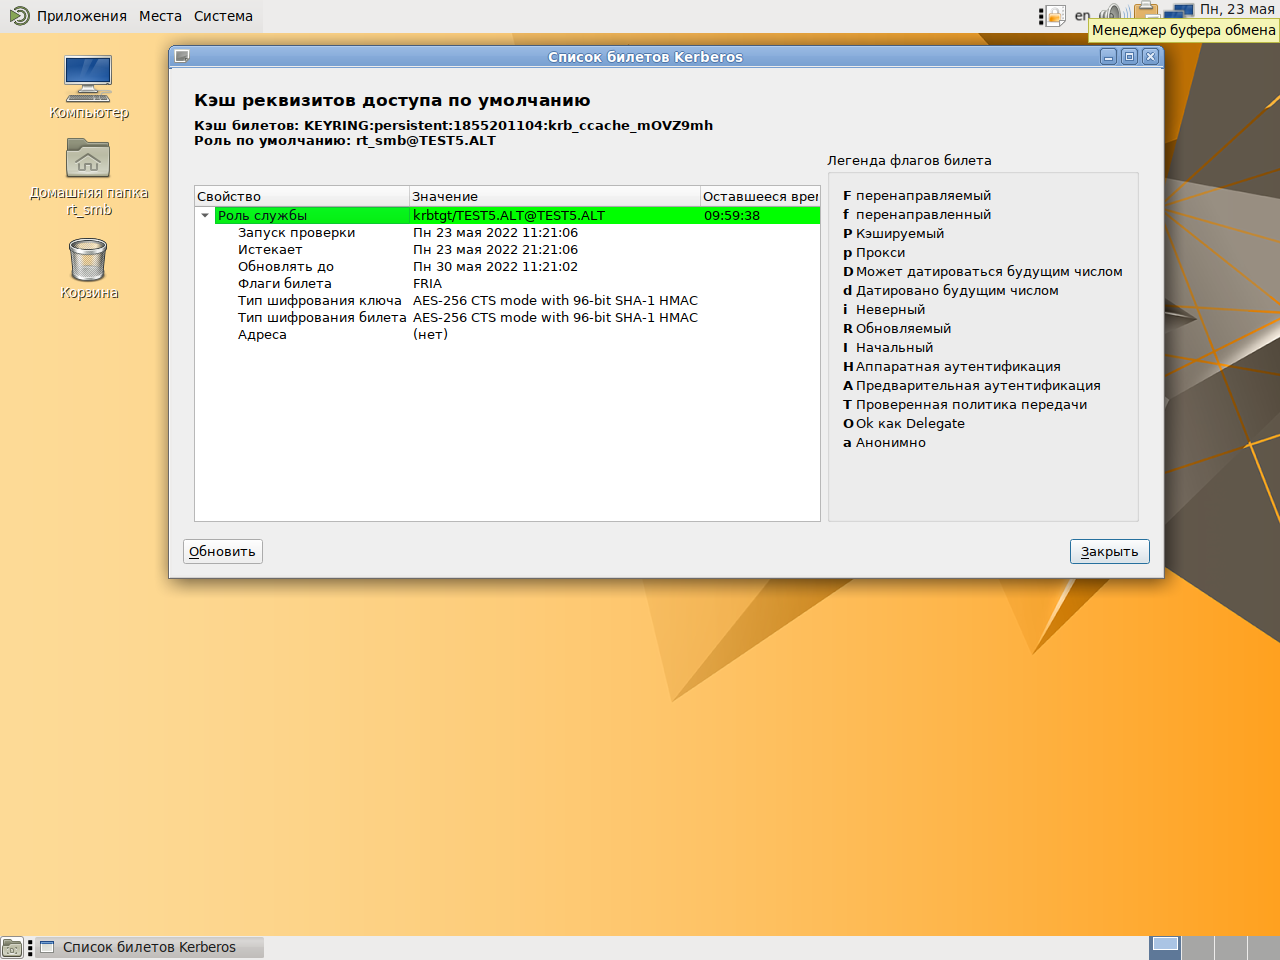 Приложения Места Система
en
Пн, 23 мая
Менеджер буфера обмена
Компьютер
Домашняя папка
rt_smb
Корзина
Список билетов Kerberos
Кэш реквизитов доступа по умолчанию
Кэш билетов: KEYRING:persistent:1855201104:krb_ccache_mOVZ9mh
Роль по умолчанию: rt_smb@TEST5.ALT
Свойство Значение Оставшееся врем
Роль службы krbtgt/TEST5.ALT@TEST5.ALT 09:59:38
Запуск проверки Пн 23 мая 2022 11:21:06
Истекает Пн 23 мая 2022 21:21:06
Обновлять до Пн 30 мая 2022 11:21:02
Флаги билета FRIA
Тип шифрования ключа AES-256 CTS mode with 96-bit SHA-1 HMAC
Тип шифрования билета AES-256 CTS mode with 96-bit SHA-1 HMAC
Адреса (нет)
Легенда флагов билета
F перенаправляемый
f перенаправленный
P Кэшируемый
p Прокси
D Может датироваться будущим числом
d Датировано будущим числом
i Неверный
R Обновляемый
I Начальный
H Аппаратная аутентификация
A Предварительная аутентификация
T Проверенная политика передачи
O Ok как Delegate
a Анонимно
Обновить
Закрыть
Список билетов Kerberos